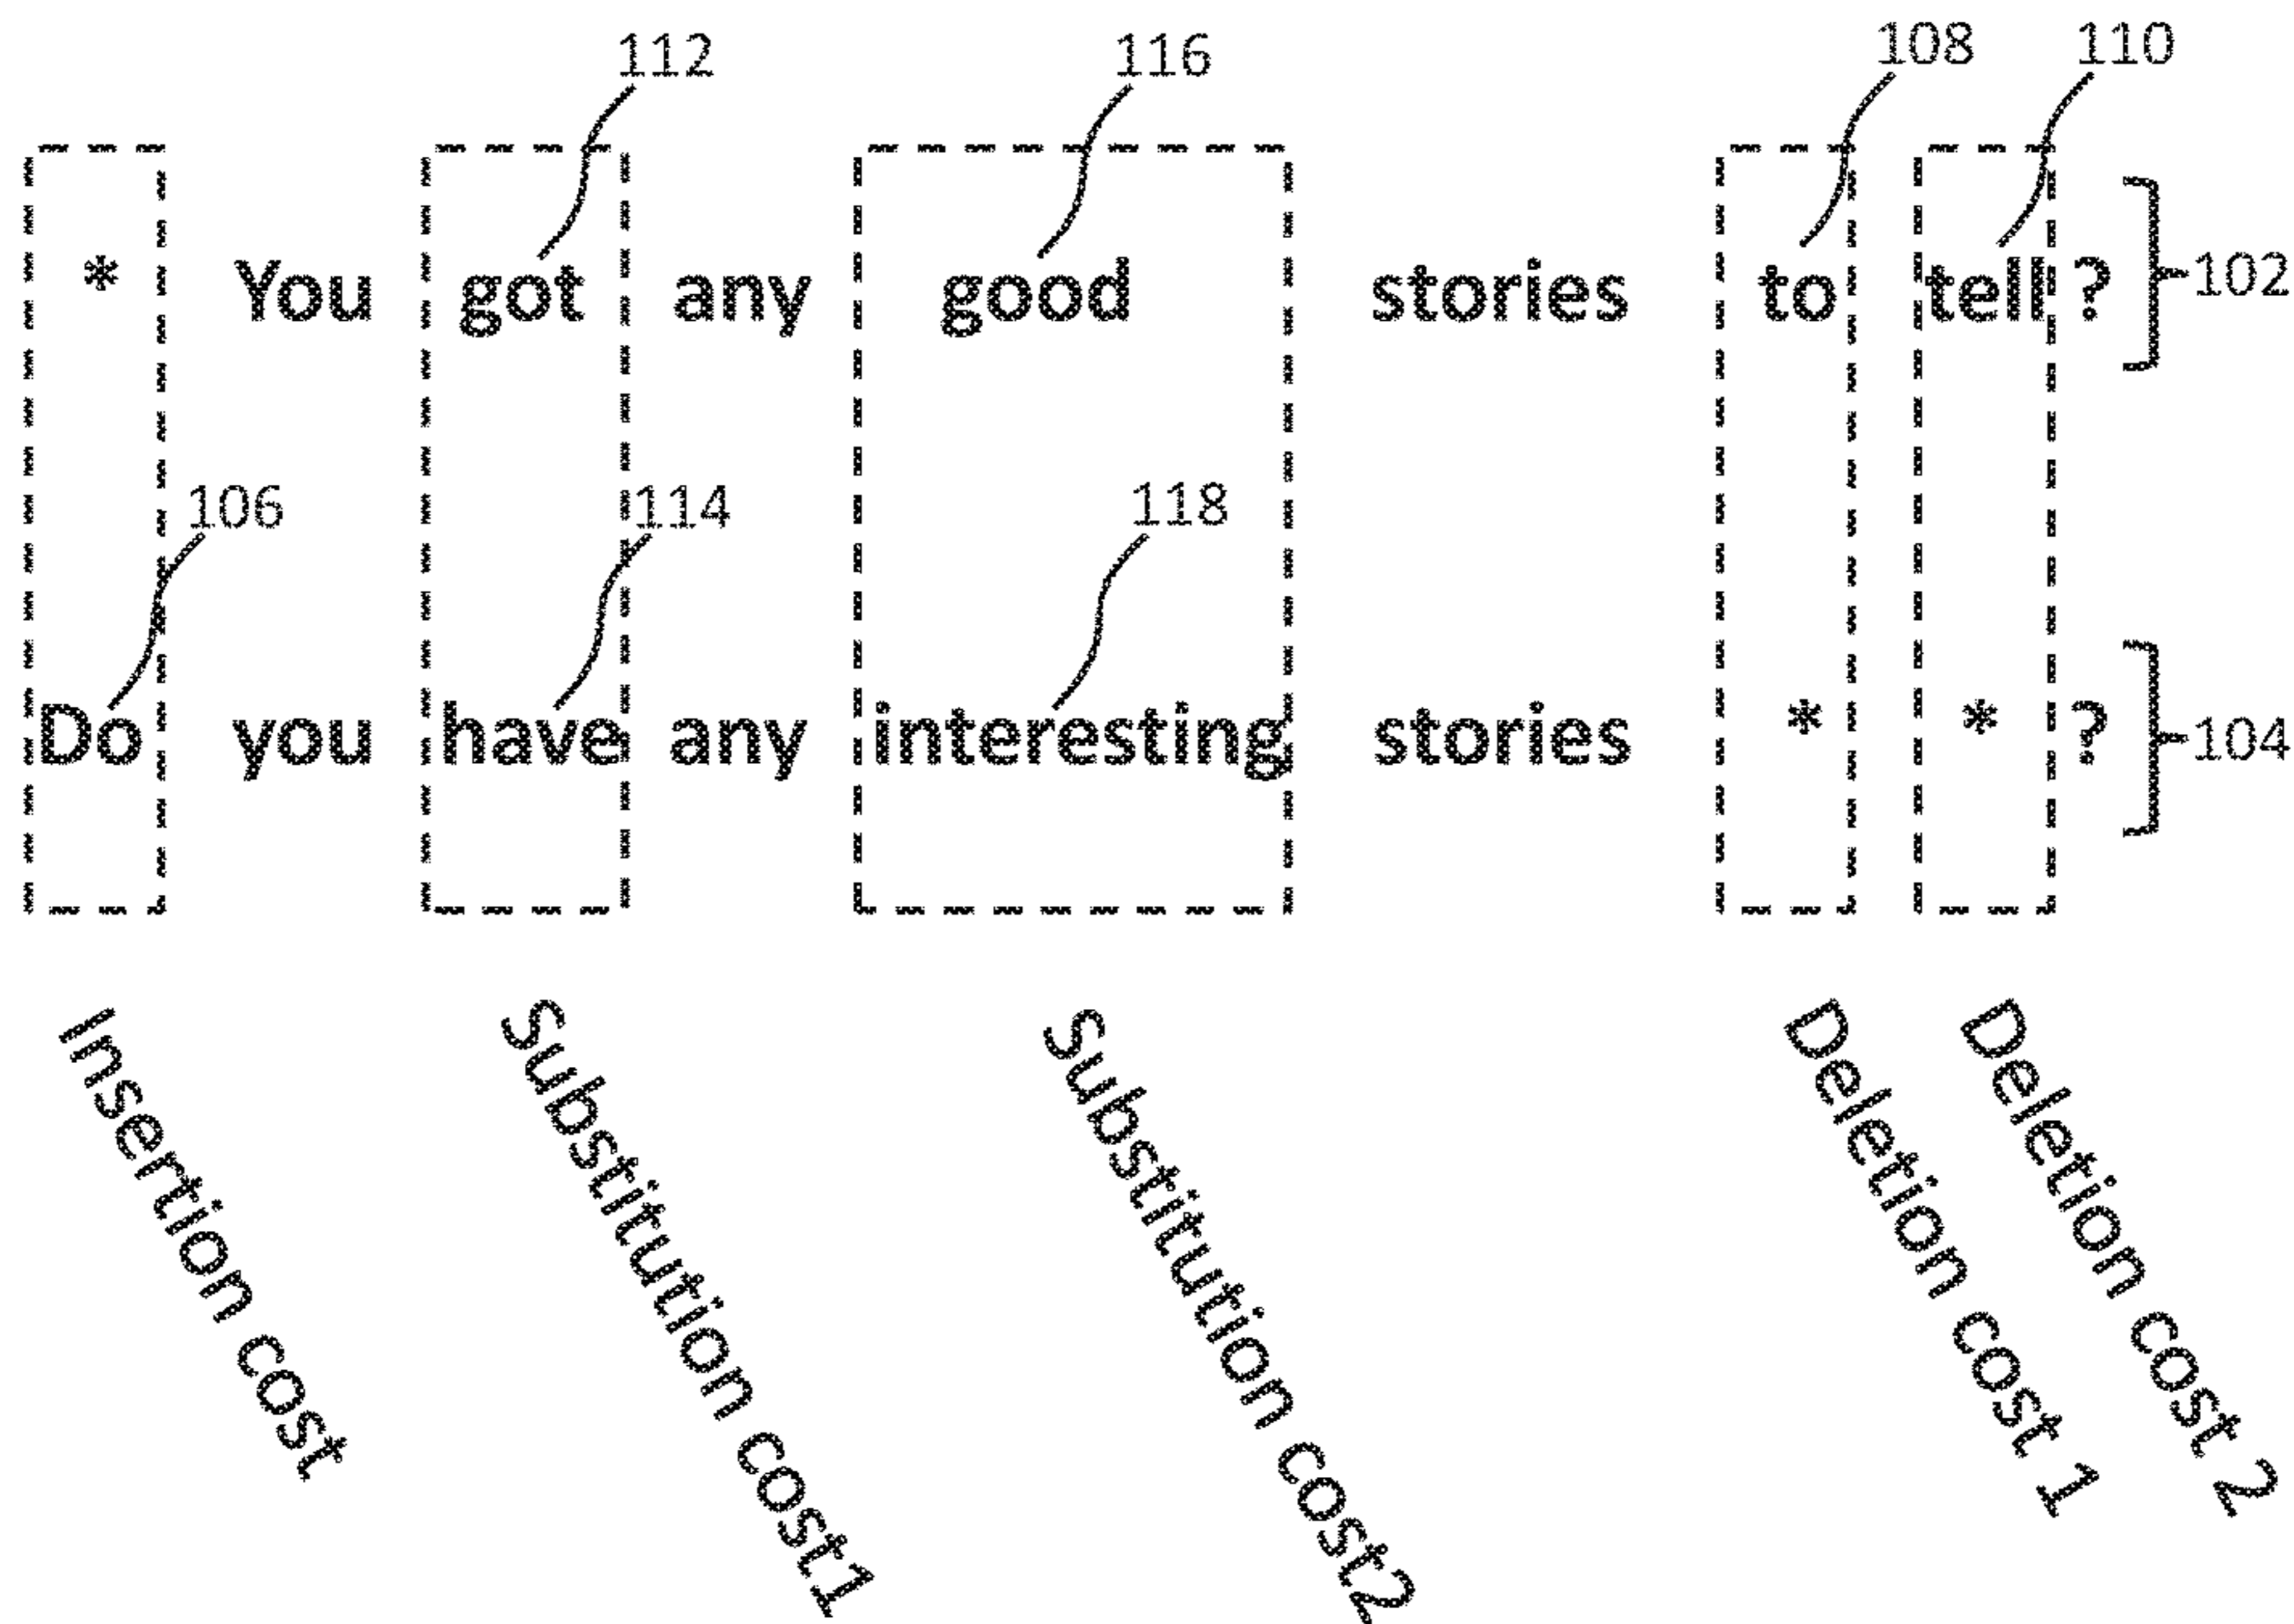 112 116 108 110
* You got any good stories to tell ? 102
106 114 118
Do you have any interesting stories * * ? 104
Insertion cost
Substitution cost1
Substitution cost2
Deletion cost 1
Deletion cost 2